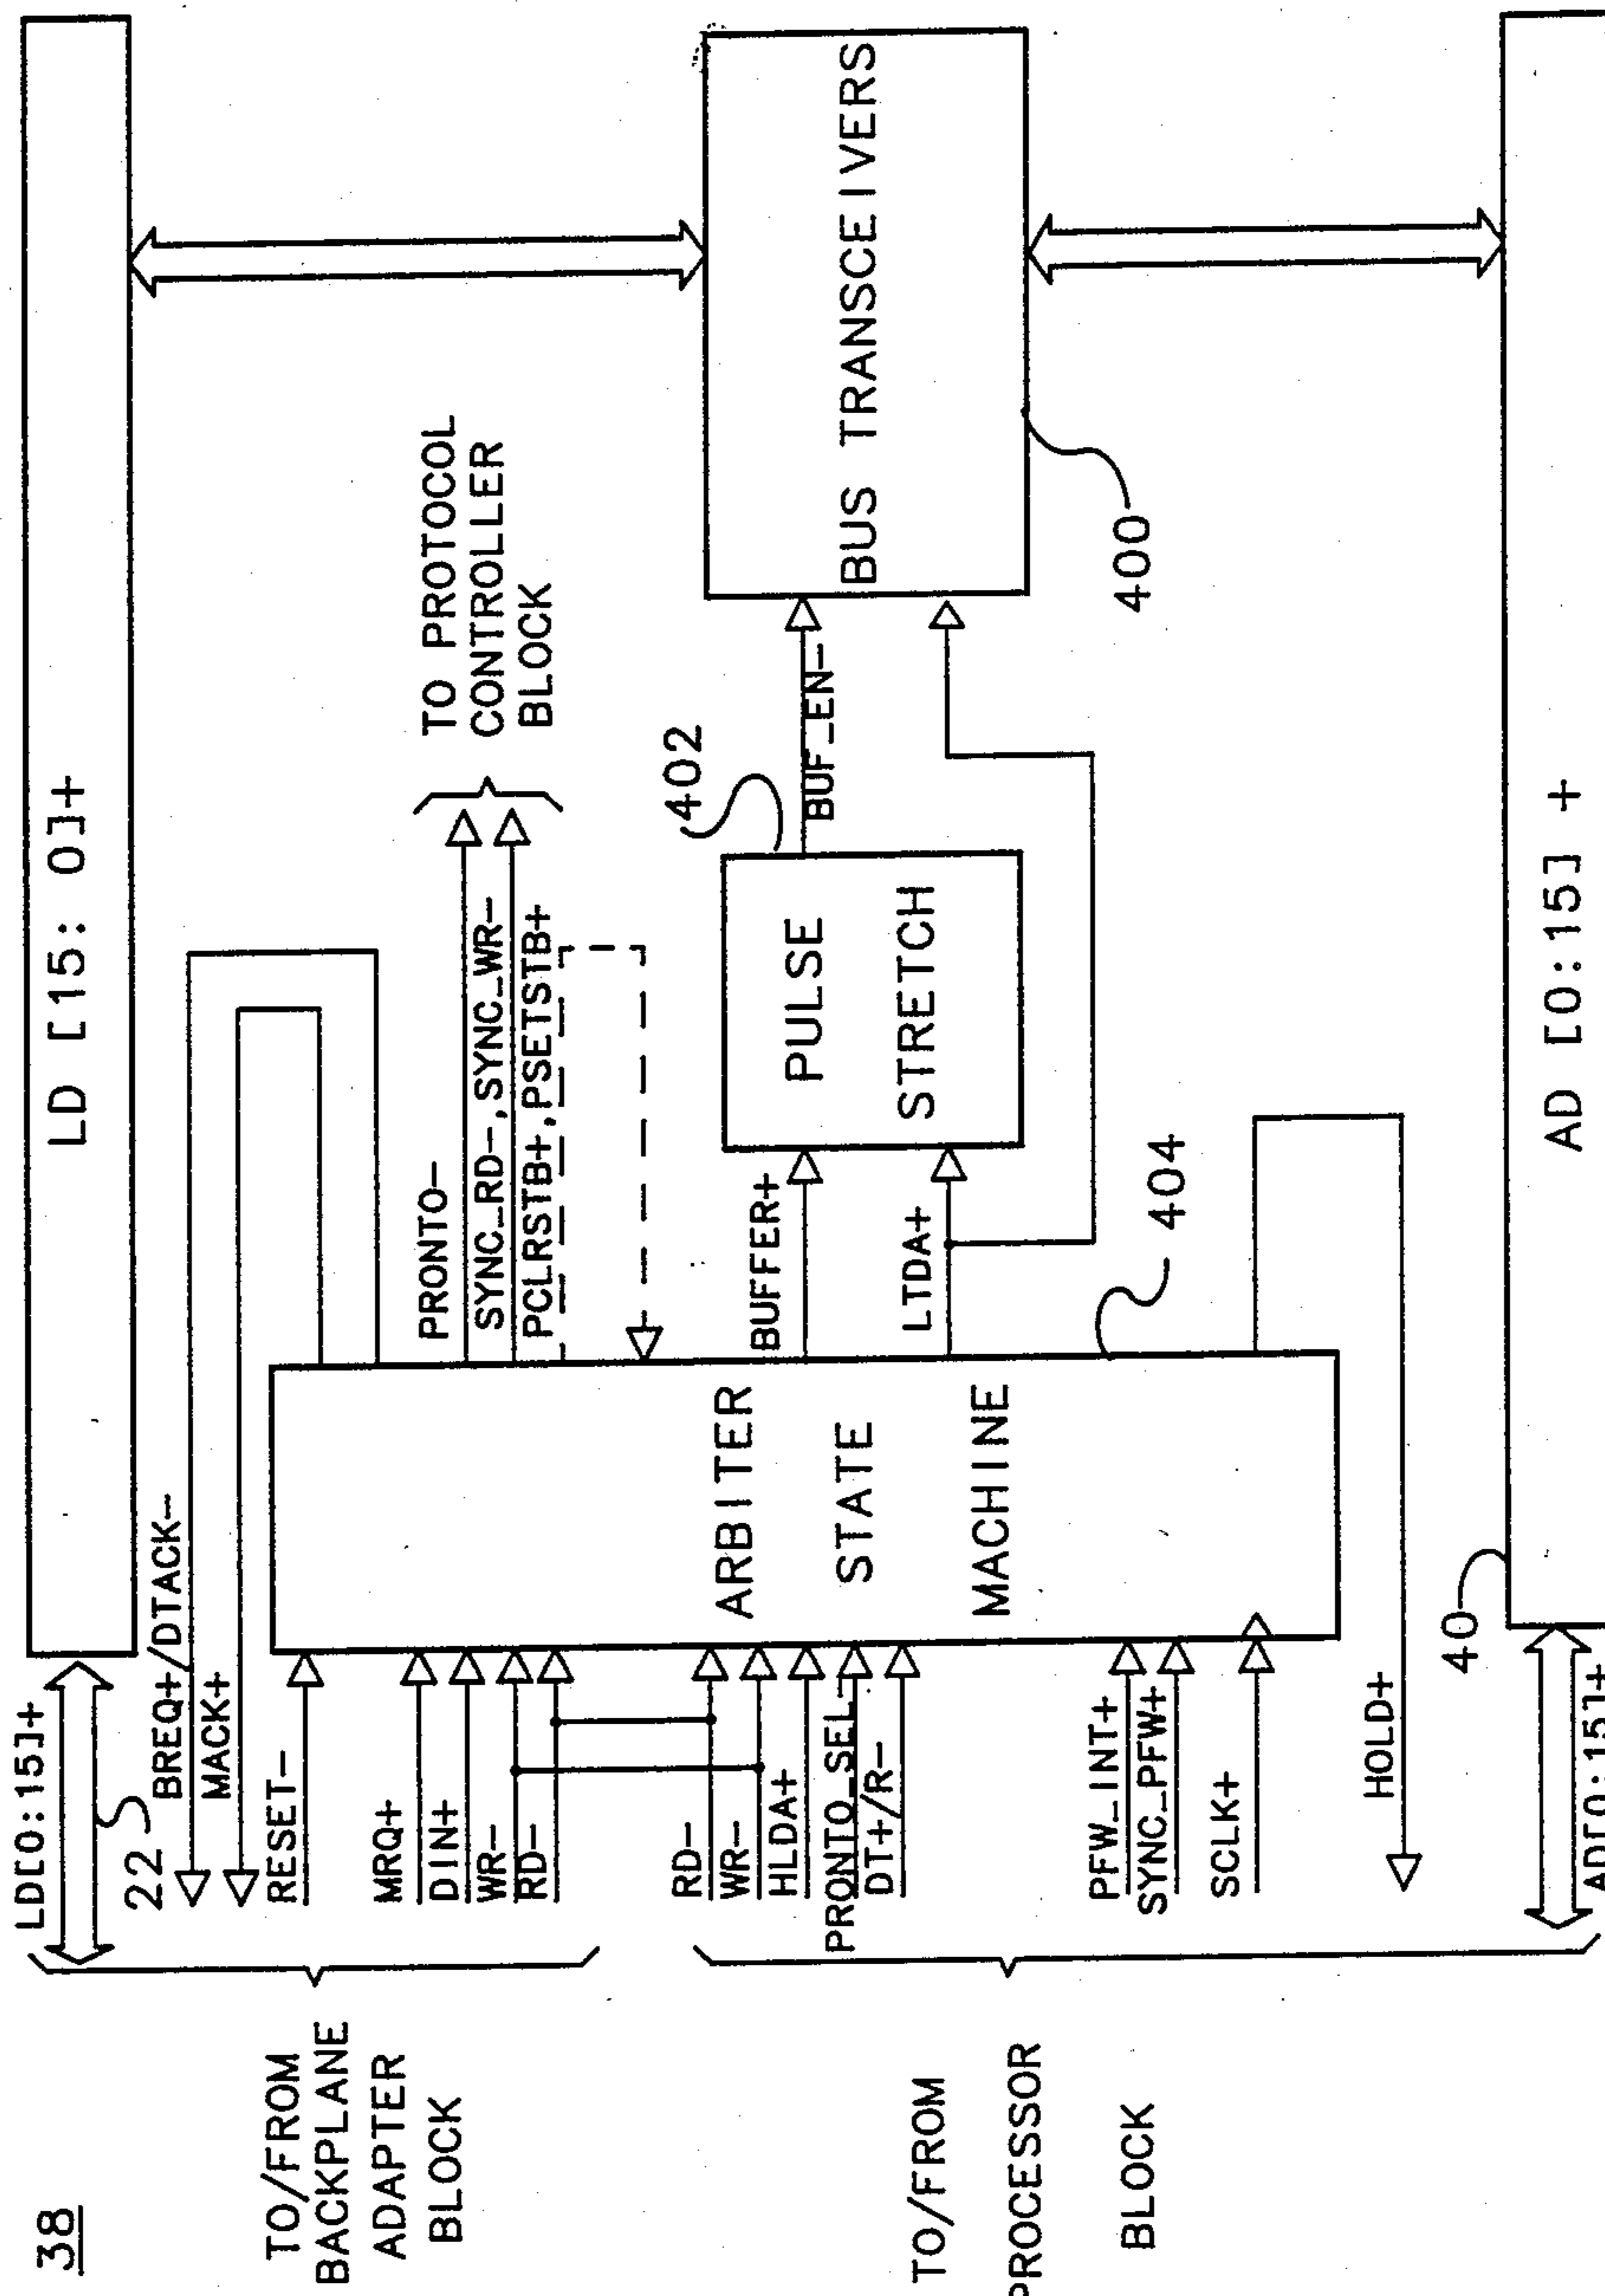 38
TO/FROM
BACKPLANE
ADAPTER
BLOCK
TO/FROM
PROCESSOR
BLOCK
LD[0:15]+
22
BREQ+/DTACK-
MACK+
RESET-
MRQ+
DIN+
WR-
RD-
RD-
WR-
HLDA+
PRONTO_SEL-
DT+/R-
PFW_INT+
SYNC_PFW+
SCLK+
HOLD+
AD[0:15]+
40
LD [15: 0]+
ARBITER
STATE
MACHINE
404
PRONTO-
SYNC_RD-,SYNC_WR-
PCLRSTB+,PSETSTB+
TO PROTOCOL
CONTROLLER
BLOCK
BUFFER+
LTDA+
PULSE
STRETCH
402
BUF_EN-
BUS TRANSCEIVERS
400
AD [0:15] +